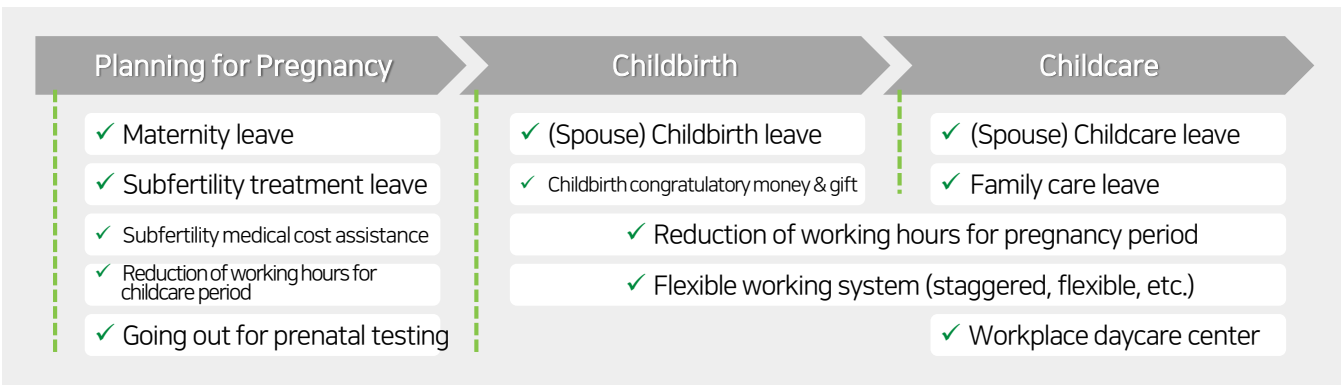 Planning for Pregnancy
Childbirth
Childcare
✓ Maternity leave
✓ Subfertility treatment leave
✓ Subfertility medical cost assistance
✓ Reduction of working hours for
childcare period
✓ Going out for prenatal testing
✓ (Spouse) Childbirth leave
✓ Childbirth congratulatory money & gift
✓ (Spouse) Childcare leave
✓ Family care leave
✓ Reduction of working hours for pregnancy period
✓ Flexible working system (staggered, flexible, etc.)
✓ Workplace daycare center